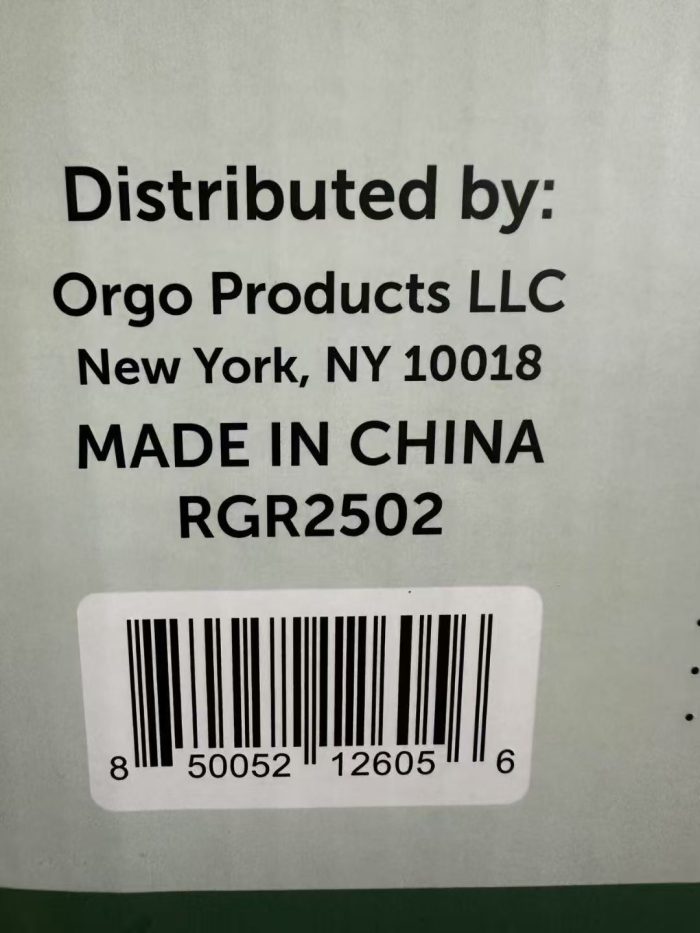 Distributed by:
Orgo Products LLC
New York, NY 10018
MADE IN CHINA
RGR2502
8 50052 12605 6